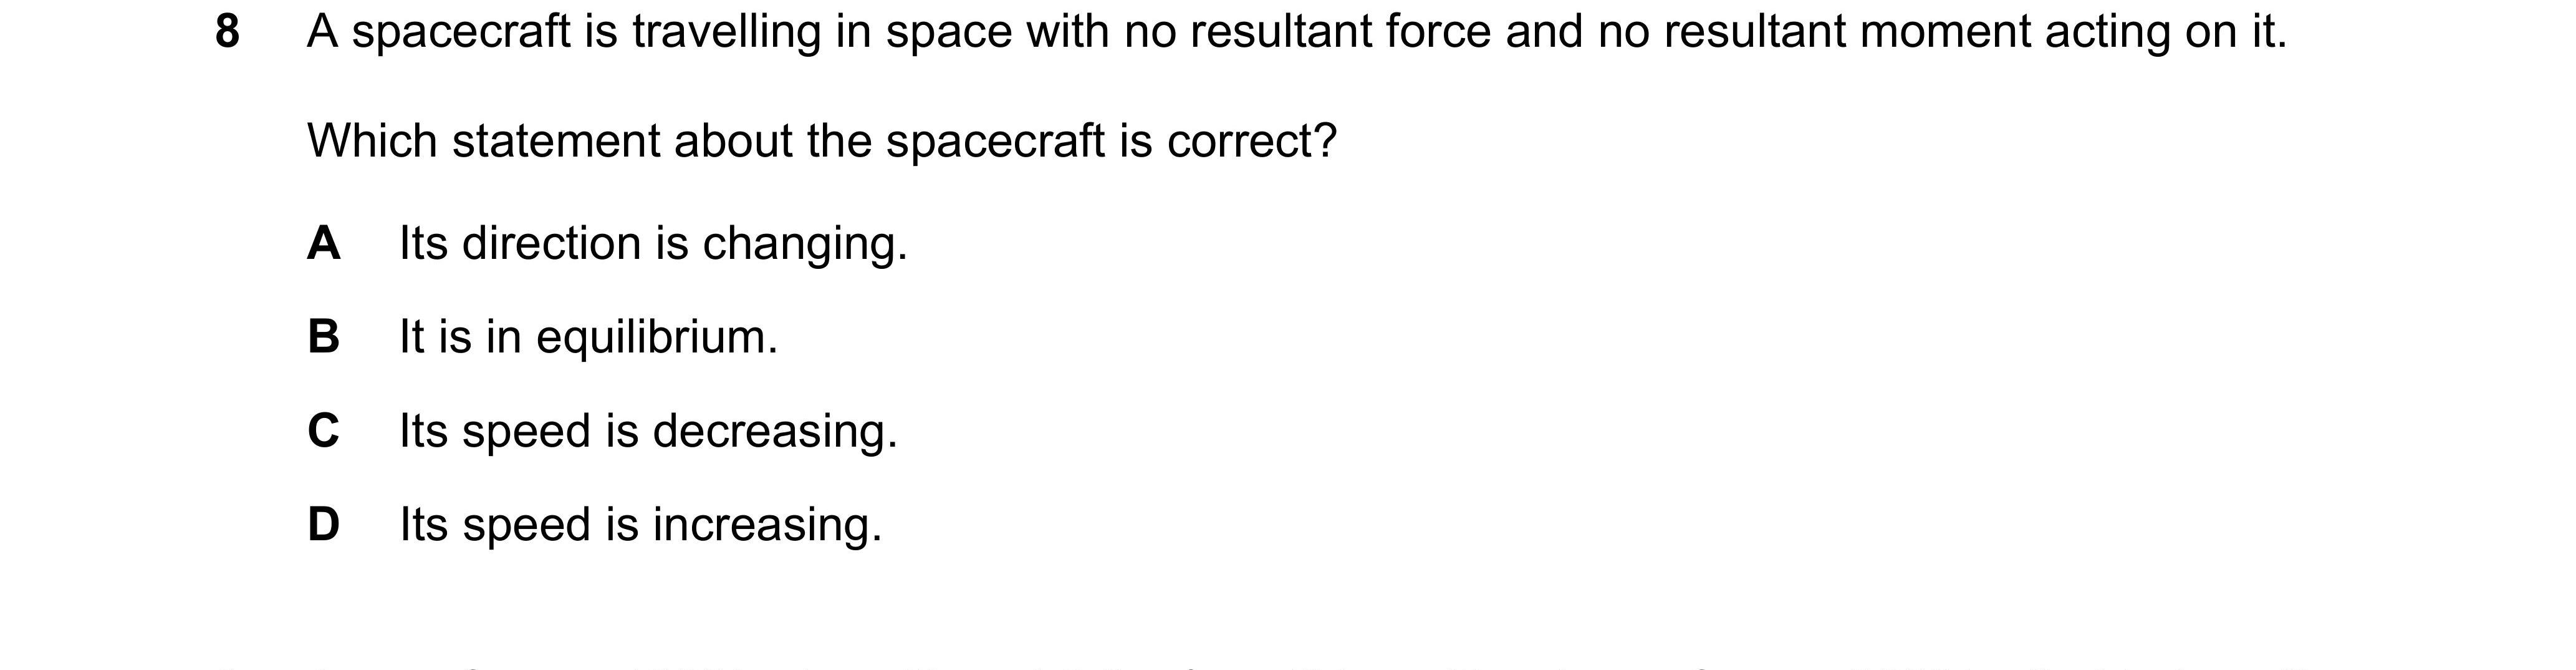 8 A spacecraft is travelling in space with no resultant force and no resultant moment acting on it.
Which statement about the spacecraft is correct?
A Its direction is changing.
B It is in equilibrium.
C Its speed is decreasing.
D Its speed is increasing.